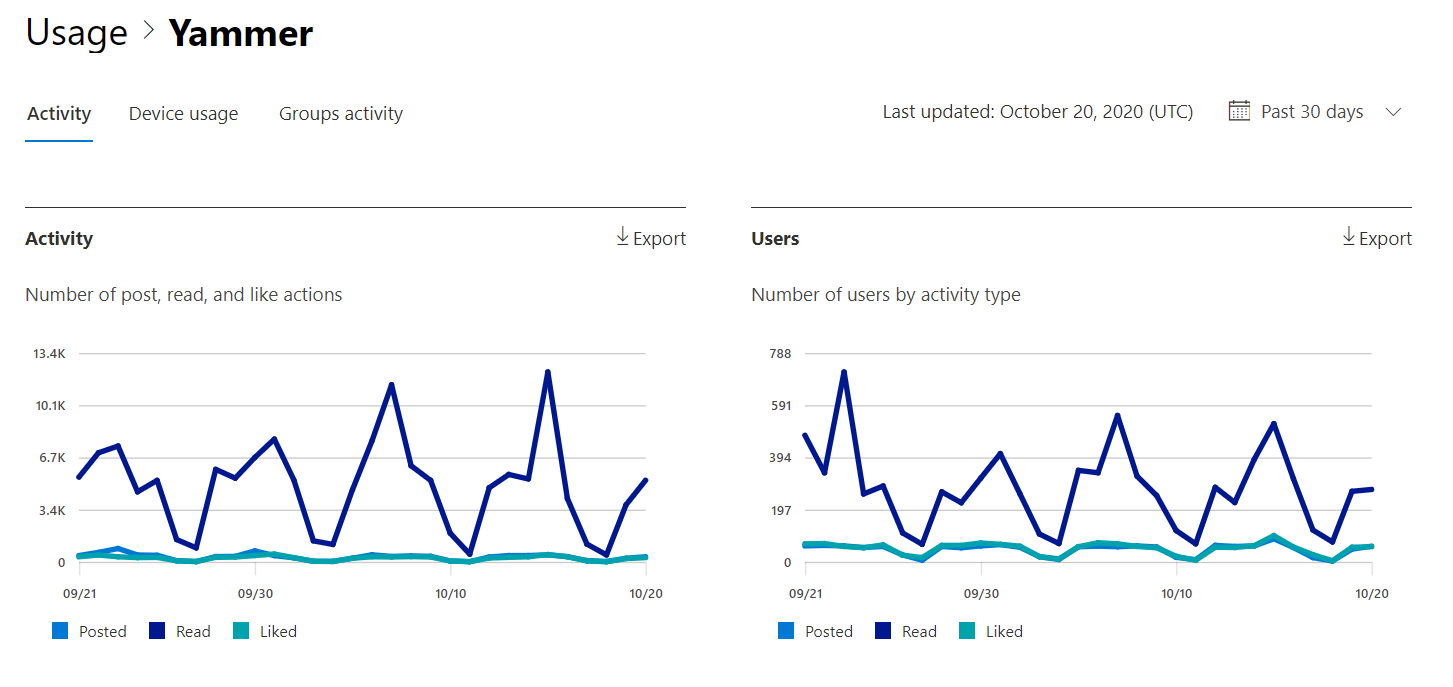 Usage > Yammer
Activity Device usage Groups activity Last updated: October 20, 2020 (UTC) Past 30 days
Activity Export
Number of post, read, and like actions
13.4K
10.1K
6.7K
3.4K
0
09/21 09/30 10/10 10/20
Posted Read Liked
Users Export
Number of users by activity type
788
591
394
197
0
09/21 09/30 10/10 10/20
Posted Read Liked